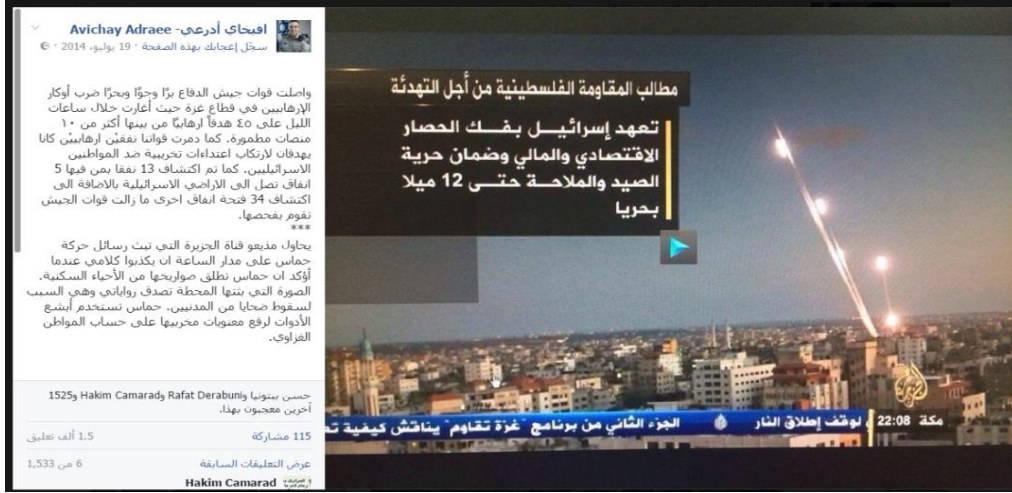 افيخاي أدرعي- Avichay Adraee
سجّل إعجابك بهذه الصفحة · 19 يوليو، 2014 ·
واصلت قوات جيش الدفاع برًا وجوًا وبحرًا ضرب أوكار
الإرهابيين في قطاع غزة حيث أغارت خلال ساعات
الليل على ٤٥ هدفاً ارهابيًا من بينها أكثر من ١٠
منصات مطمورة. كما دمرت قواتنا نفقيْن ارهابييْن كانا
يهدفان لارتكاب اعتداءات تخريبية ضد المواطنين
الاسرائيليين. كما تم اكتشاف 13 نفقا بمن فيها 5
انفاق تصل الى الاراضي الاسرائيلية بالاضافة الى
اكتشاف 34 فتحة انفاق اخرى ما زالت قوات الجيش
تقوم بفحصها.
***
يحاول مذيعو قناة الجزيرة التي تبث رسائل حركة
حماس على مدار الساعة ان يكذبوا كلامي عندما
أؤكد ان حماس تطلق صواريخها من الأحياء السكنية.
الصورة التي بثتها المحطة تصدق رواياتي وهي السبب
لسقوط ضحايا من المدنيين. حماس تستخدم أبشع
الأدوات لرفع معنويات مخربيها على حساب المواطن
الغزاوي.
حسن بيتونيا وRafat Derabuni وHakim Camarad و1525
آخرين معجبون بهذا.
115 مشاركة
1.5 ألف تعليق
عرض التعليقات السابقة
6 من 1,533
Hakim Camarad
مطالب المقاومة الفلسطينية من أجل التهدئة
تعهد إسرائيل بفك الحصار
الاقتصادي والمالي وضمان حرية
الصيد والملاحة حتى 12 ميلا
بحريا
الجزيرة
مكة 22:08
لوقف إطلاق النار
الجزء الثاني من برنامج "غزة تقاوم" يناقش كيفية